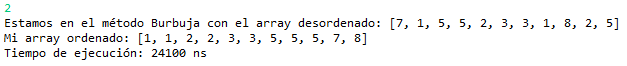 2
Estamos en el método Burbuja con el array desordenado: [7, 1, 5, 5, 2, 3, 3, 1, 8, 2, 5]
Mi array ordenado: [1, 1, 2, 2, 3, 3, 5, 5, 5, 7, 8]
Tiempo de ejecución: 24100 ns